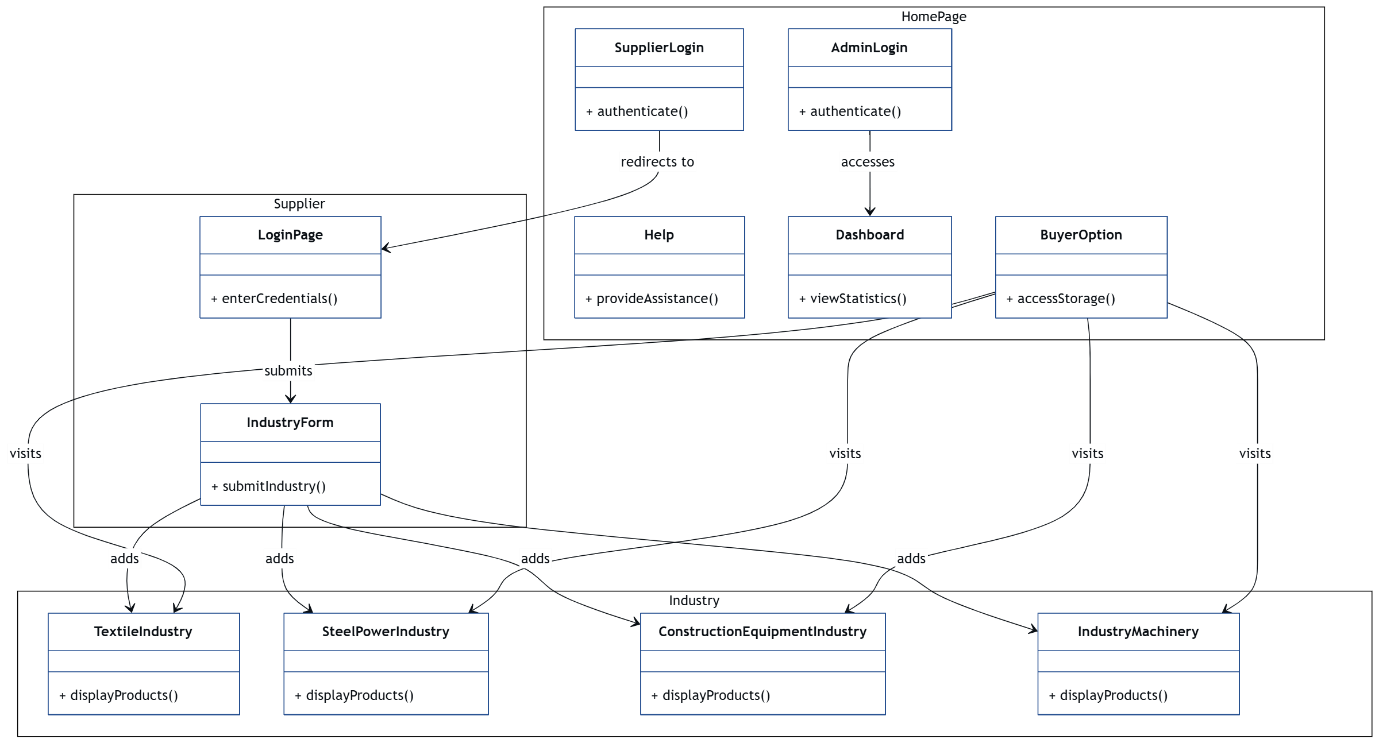 HomePage
SupplierLogin
+ authenticate()
AdminLogin
+ authenticate()
redirects to
accesses
Supplier
LoginPage
+ enterCredentials()
Help
+ provideAssistance()
Dashboard
+ viewStatistics()
BuyerOption
+ accessStorage()
submits
IndustryForm
+ submitIndustry()
visits
visits
visits
visits
adds
adds
adds
adds
Industry
TextileIndustry
+ displayProducts()
SteelPowerIndustry
+ displayProducts()
ConstructionEquipmentIndustry
+ displayProducts()
IndustryMachinery
+ displayProducts()